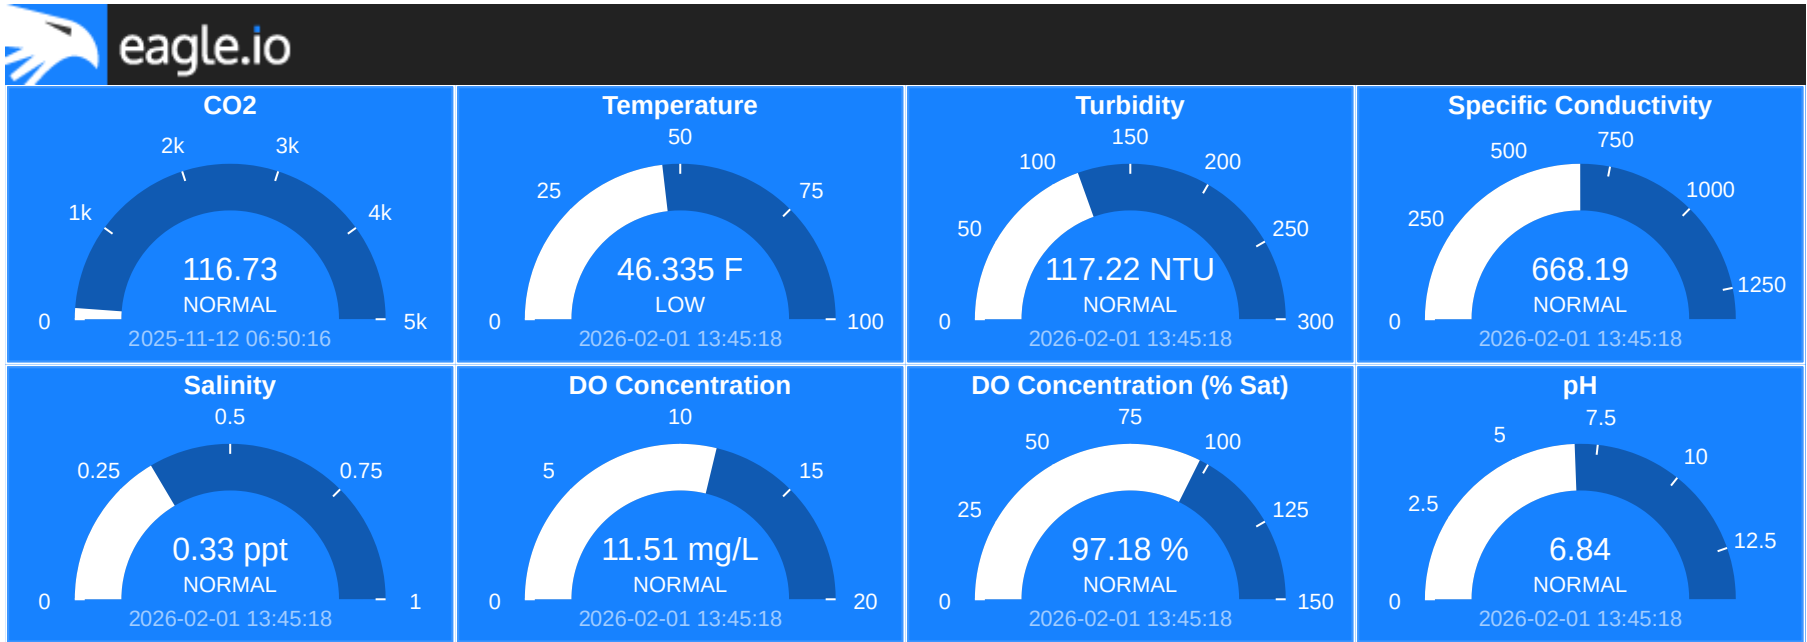 eagle.io
CO2
0
1k
2k
3k
4k
5k
116.73
NORMAL
2025-11-12 06:50:16
Temperature
0
25
50
75
100
46.335 F
LOW
2026-02-01 13:45:18
Turbidity
0
50
100
150
200
250
300
117.22 NTU
NORMAL
2026-02-01 13:45:18
Specific Conductivity
0
250
500
750
1000
1250
668.19
NORMAL
2026-02-01 13:45:18
Salinity
0
0.25
0.5
0.75
1
0.33 ppt
NORMAL
2026-02-01 13:45:18
DO Concentration
0
5
10
15
20
11.51 mg/L
NORMAL
2026-02-01 13:45:18
DO Concentration (% Sat)
0
25
50
75
100
125
150
97.18 %
NORMAL
2026-02-01 13:45:18
pH
0
2.5
5
7.5
10
12.5
6.84
NORMAL
2026-02-01 13:45:18